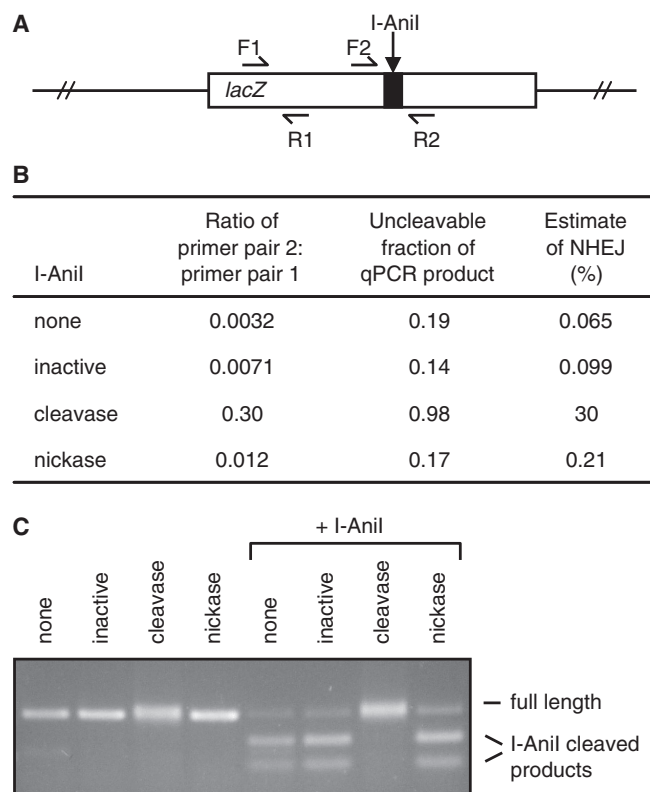 A
I-AniI
F1
F2
lacZ
R1
R2
B
I-AniI
Ratio of primer pair 2: primer pair 1
Uncleavable fraction of qPCR product
Estimate of NHEJ (%)
none 0.0032 0.19 0.065
inactive 0.0071 0.14 0.099
cleavase 0.30 0.98 30
nickase 0.012 0.17 0.21
C
+ I-AniI
none inactive cleavase nickase none inactive cleavase nickase
full length
I-AniI cleaved
products